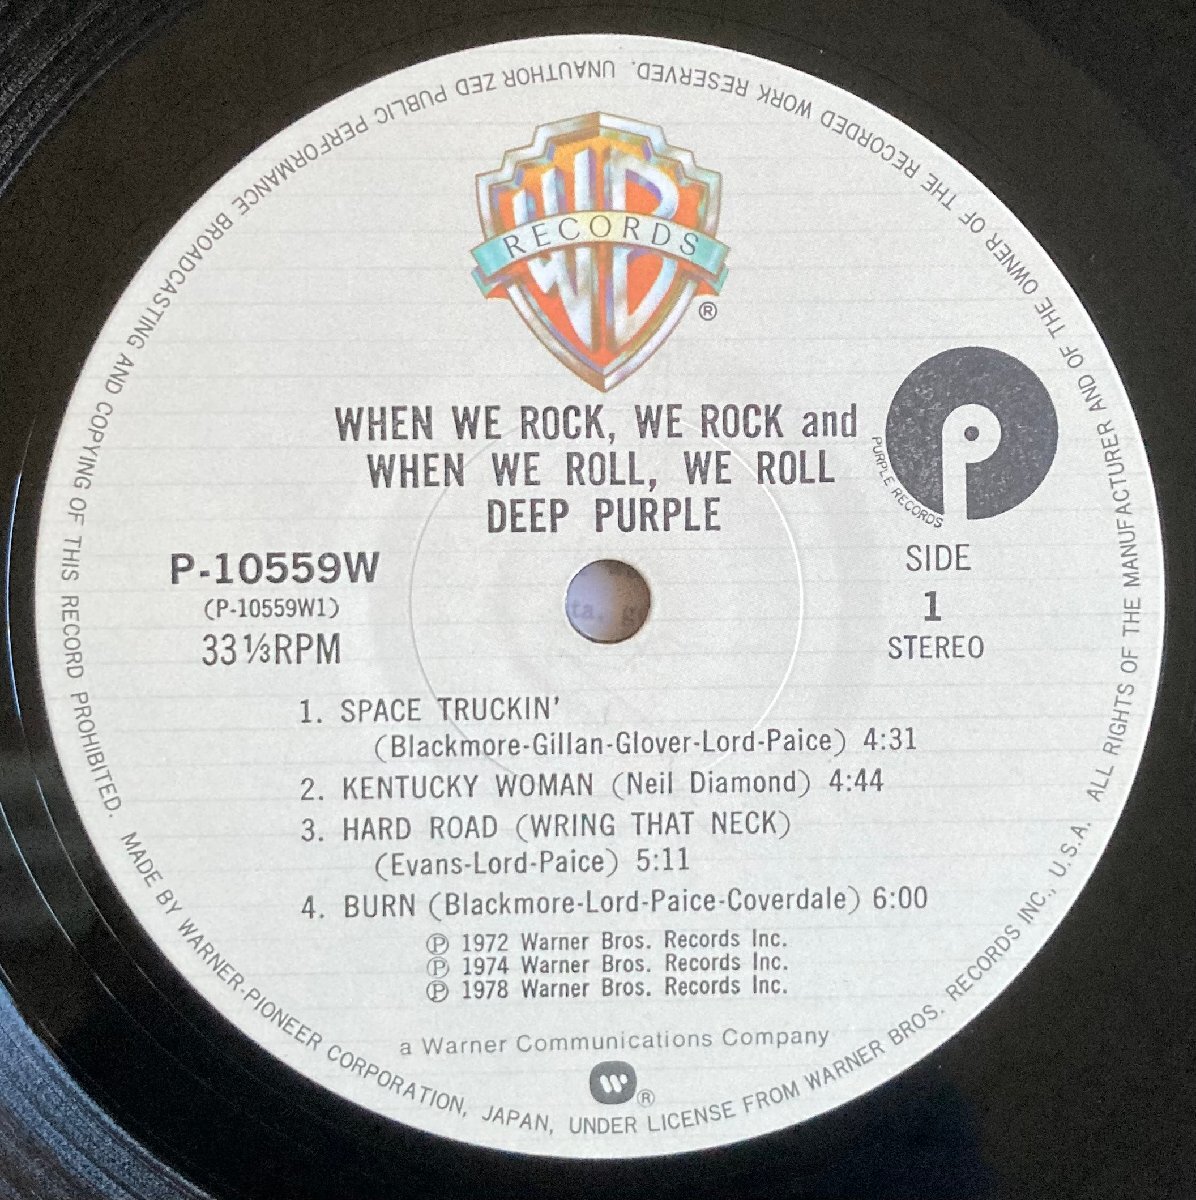 WB
RECORDS
®
WHEN WE ROCK, WE ROCK and
WHEN WE ROLL, WE ROLL
DEEP PURPLE
P
PURPLE RECORDS
P-10559W
(P-10559W1)
33⅓RPM
SIDE
1
STEREO
1. SPACE TRUCKIN'
(Blackmore-Gillan-Glover-Lord-Paice) 4:31
2. KENTUCKY WOMAN (Neil Diamond) 4:44
3. HARD ROAD (WRING THAT NECK)
(Evans-Lord-Paice) 5:11
4. BURN (Blackmore-Lord-Paice-Coverdale) 6:00
℗ 1972 Warner Bros. Records Inc.
℗ 1974 Warner Bros. Records Inc.
℗ 1978 Warner Bros. Records Inc.
a Warner Communications Company
W®
ALL RIGHTS OF THE MANUFACTURER AND OF THE OWNER OF THE RECORDED WORK RESERVED. UNAUTHOR ZED PUBLIC PERFORMANCE BROADCASTING AND COPYING OF THIS RECORD PROHIBITED.
MADE BY WARNER-PIONEER CORPORATION, JAPAN, UNDER LICENSE FROM WARNER BROS. RECORDS INC., U.S.A.